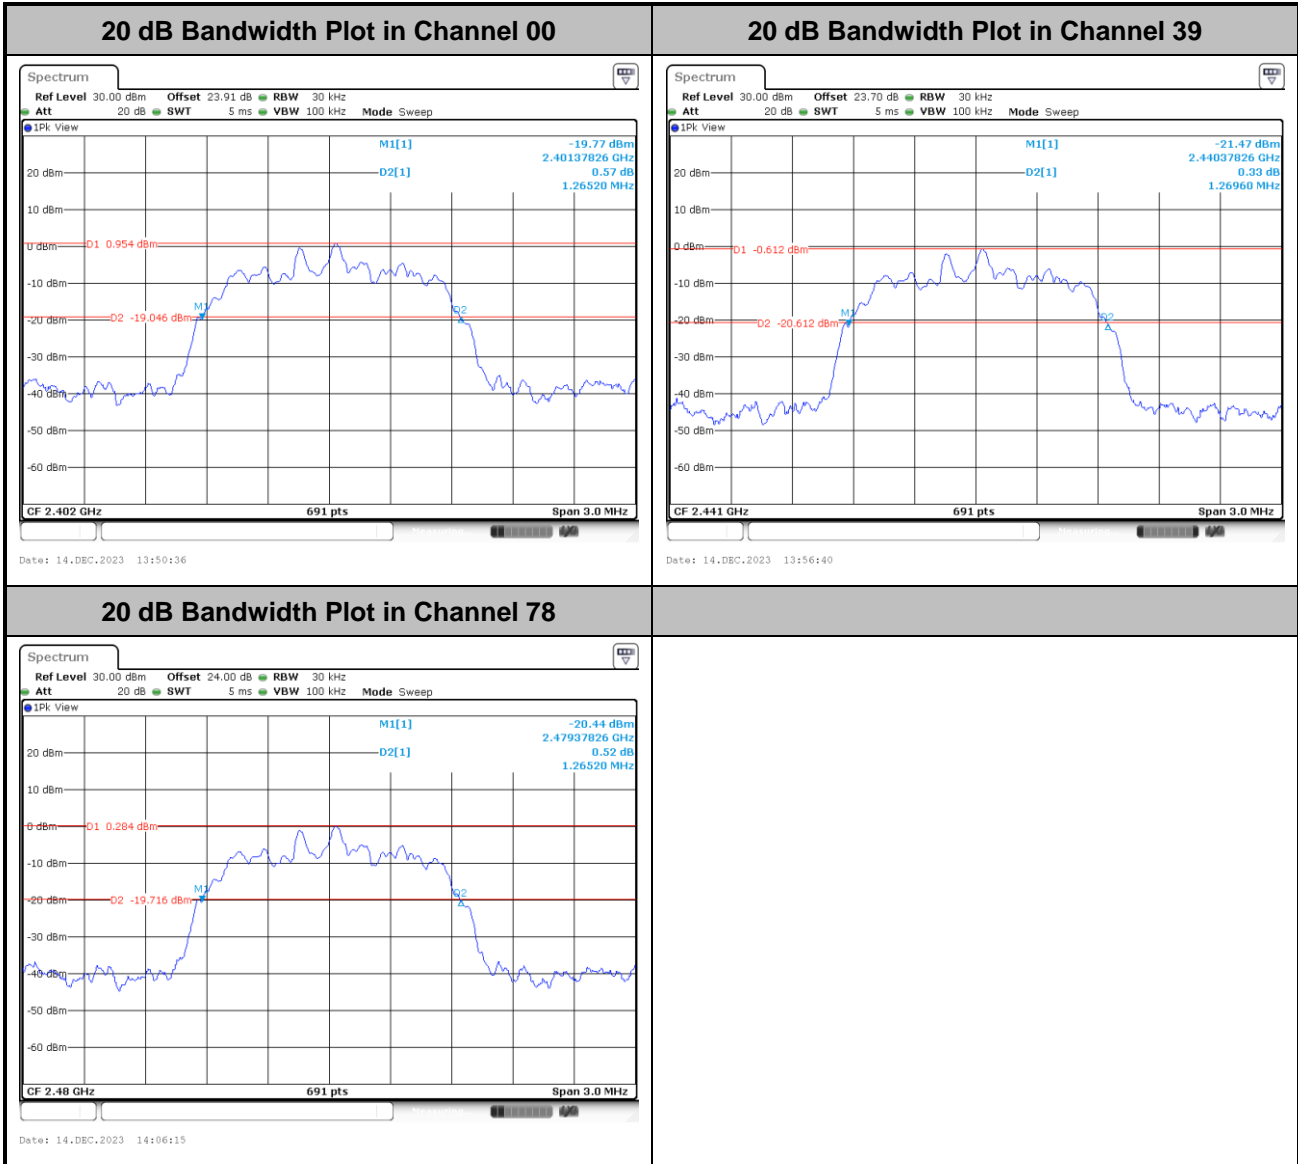 20 dB Bandwidth Plot in Channel 00
Spectrum
Ref Level 30.00 dBm Offset 23.91 dB RBW 30 kHz
Att 20 dB SWT 5 ms VBW 100 kHz Mode Sweep
1Pk View
M1[1] -19.77 dBm
2.40137826 GHz
D2[1] 0.57 dB
1.26520 MHz
20 dBm
10 dBm
0 dBm
D1 0.954 dBm
-10 dBm
M1
D2 -19.046 dBm
D2
-20 dBm
-30 dBm
-40 dBm
-50 dBm
-60 dBm
CF 2.402 GHz 691 pts Span 3.0 MHz
Date: 14.DEC.2023 13:50:36
20 dB Bandwidth Plot in Channel 39
Spectrum
Ref Level 30.00 dBm Offset 23.70 dB RBW 30 kHz
Att 20 dB SWT 5 ms VBW 100 kHz Mode Sweep
1Pk View
M1[1] -21.47 dBm
2.44037826 GHz
D2[1] 0.33 dB
1.26960 MHz
20 dBm
10 dBm
0 dBm
D1 -0.612 dBm
-10 dBm
M1
D2
-20 dBm
D2 -20.612 dBm
-30 dBm
-40 dBm
-50 dBm
-60 dBm
CF 2.441 GHz 691 pts Span 3.0 MHz
Date: 14.DEC.2023 13:56:40
20 dB Bandwidth Plot in Channel 78
Spectrum
Ref Level 30.00 dBm Offset 24.00 dB RBW 30 kHz
Att 20 dB SWT 5 ms VBW 100 kHz Mode Sweep
1Pk View
M1[1] -20.44 dBm
2.47937826 GHz
D2[1] 0.52 dB
1.26520 MHz
20 dBm
10 dBm
0 dBm
D1 0.284 dBm
-10 dBm
M1
D2
-20 dBm
D2 -19.716 dBm
-30 dBm
-40 dBm
-50 dBm
-60 dBm
CF 2.48 GHz 691 pts Span 3.0 MHz
Date: 14.DEC.2023 14:06:15